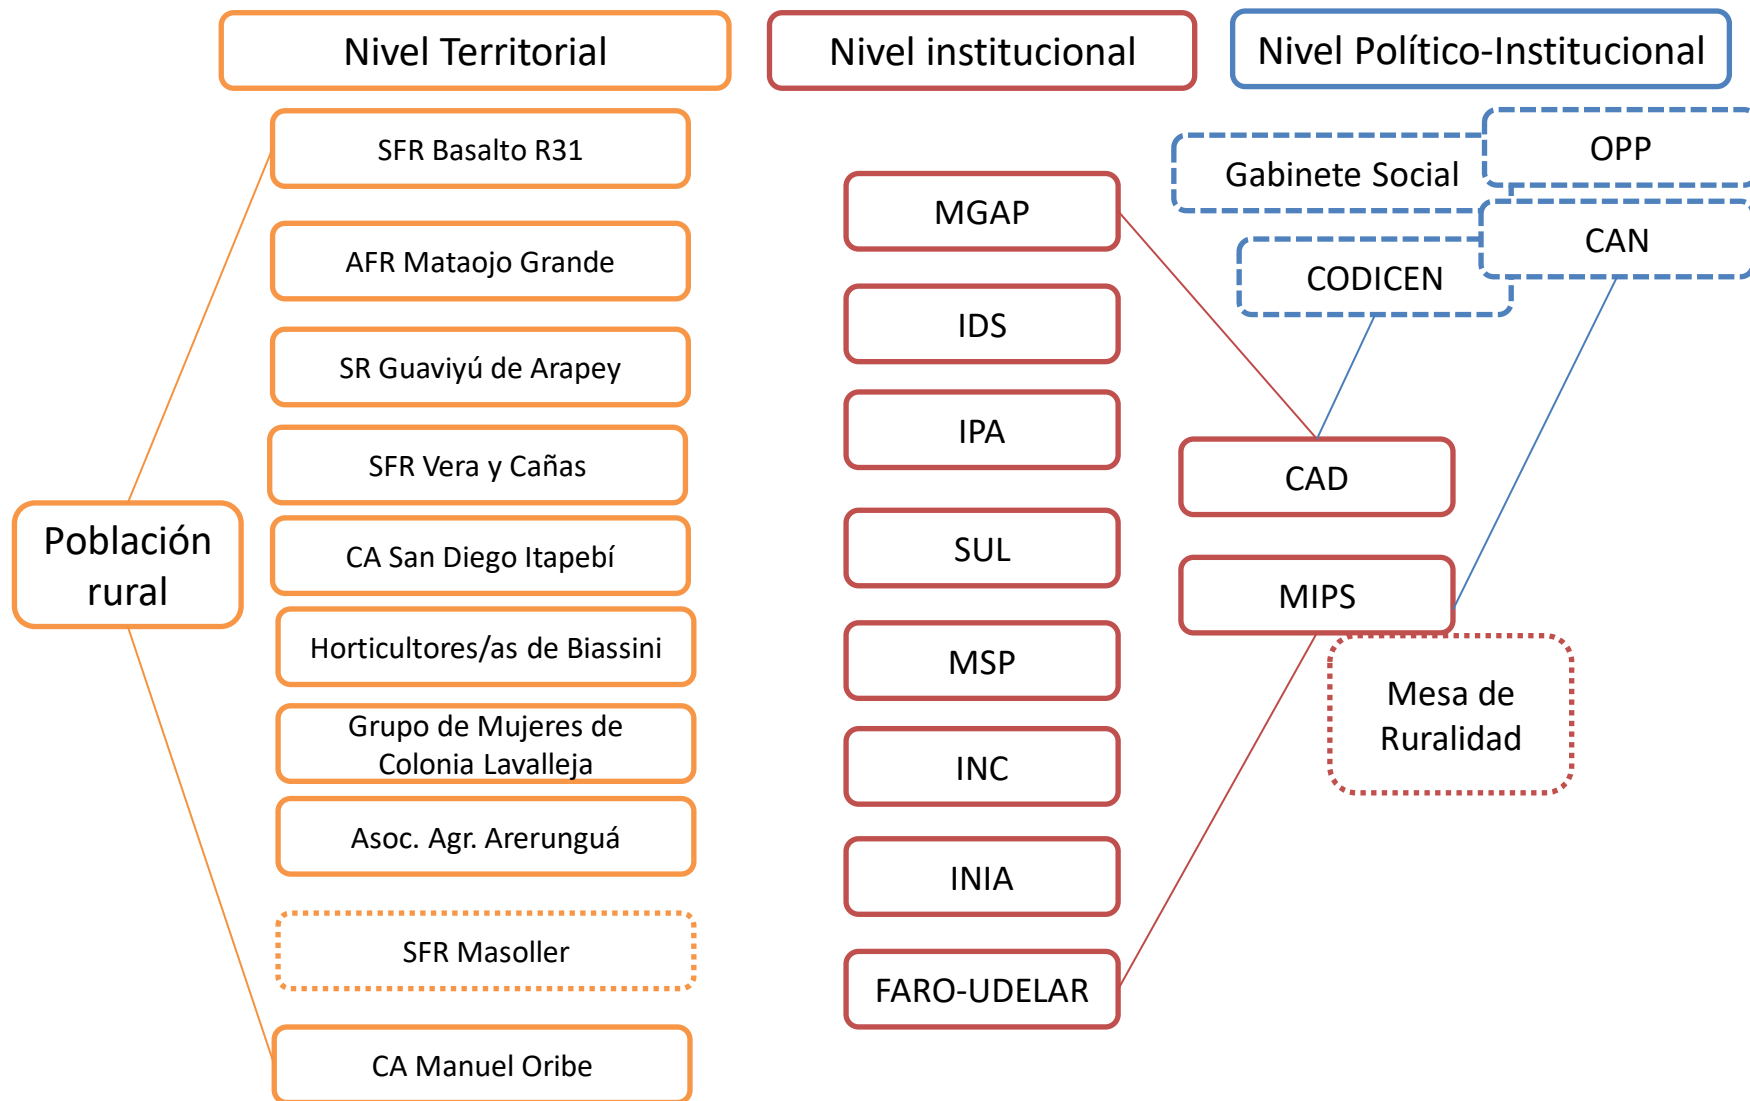 Nivel Territorial
Nivel institucional
Nivel Político-Institucional
Población
rural
SFR Basalto R31
AFR Mataojo Grande
SR Guaviyú de Arapey
SFR Vera y Cañas
CA San Diego Itapebí
Horticultores/as de Biassini
Grupo de Mujeres de
Colonia Lavalleja
Asoc. Agr. Arerunguá
SFR Masoller
CA Manuel Oribe
MGAP
IDS
IPA
SUL
MSP
INC
INIA
FARO-UDELAR
Gabinete Social
OPP
CAN
CODICEN
CAD
MIPS
Mesa de
Ruralidad